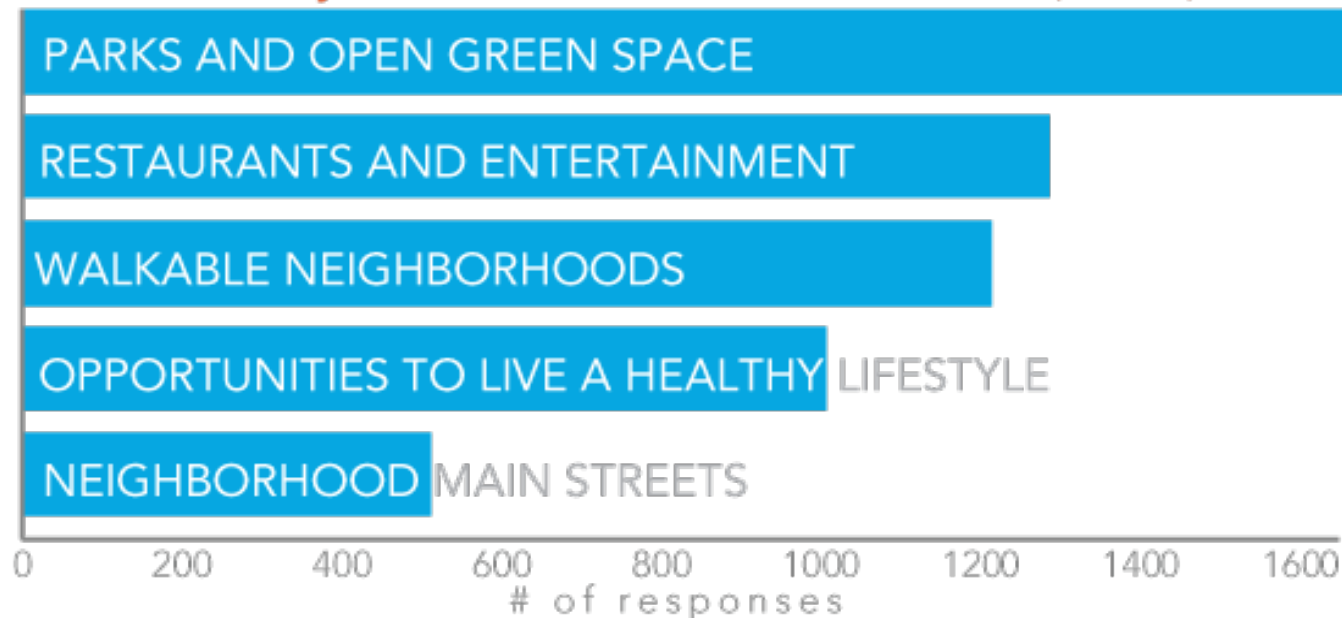 PARKS AND OPEN GREEN SPACE
RESTAURANTS AND ENTERTAINMENT
WALKABLE NEIGHBORHOODS
OPPORTUNITIES TO LIVE A HEALTHY LIFESTYLE
NEIGHBORHOOD MAIN STREETS
0 200 400 600 800 1000 1200 1400 1600
# of responses